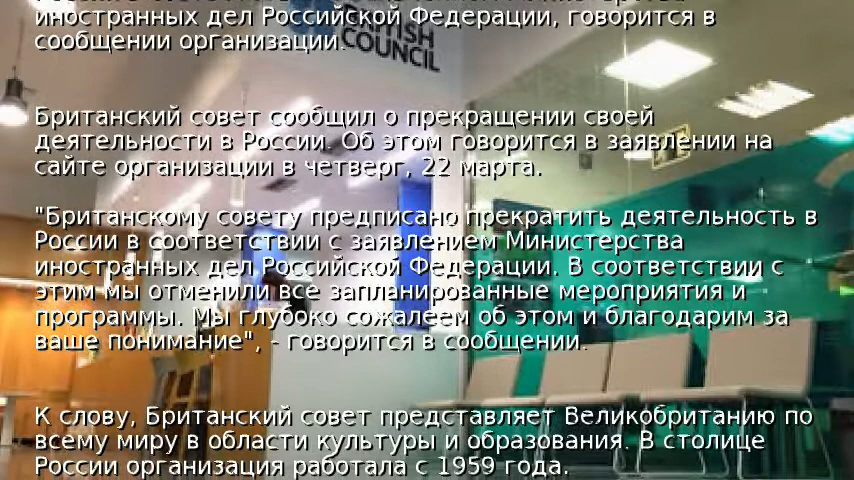 иностранных дел Российской Федерации, говорится в
сообщении организации.
BRITISH
COUNCIL
Британский совет сообщил о прекращении своей
деятельности в России. Об этом говорится в заявлении на
сайте организации в четверг, 22 марта.
"Британскому совету предписано прекратить деятельность в
России в соответствии с заявлением Министерства
иностранных дел Российской Федерации. В соответствии с
этим мы отменили все запланированные мероприятия и
программы. Мы глубоко сожалеем об этом и благодарим за
ваше понимание", - говорится в сообщении.
К слову, Британский совет представляет Великобританию по
всему миру в области культуры и образования. В столице
России организация работала с 1959 года.